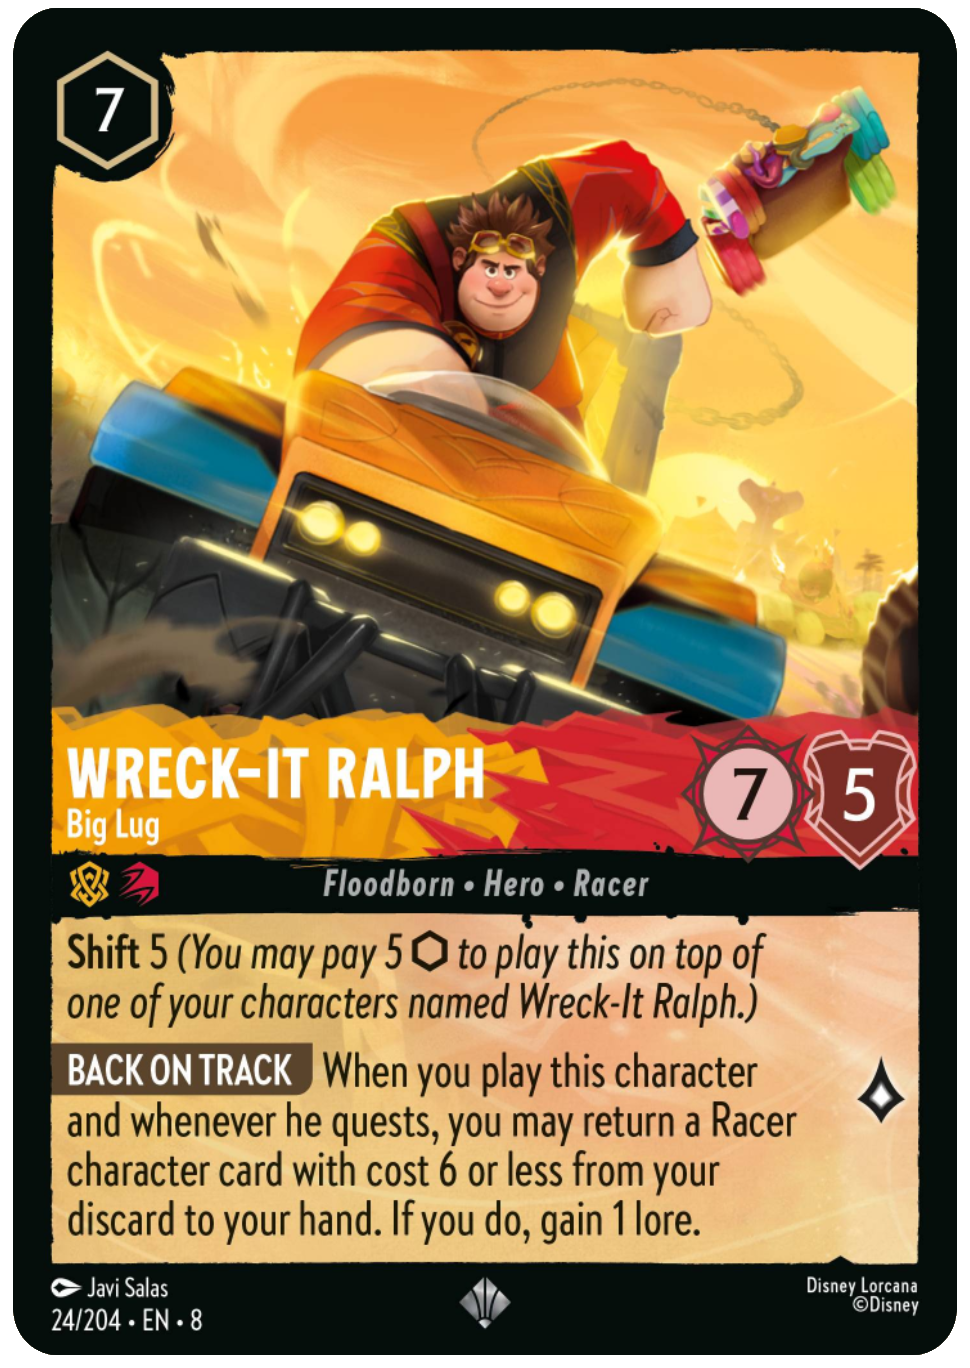 7
WRECK-IT RALPH
Big Lug
7
5
Floodborn • Hero • Racer
Shift 5 (You may pay 5 ⬡ to play this on top of
one of your characters named Wreck-It Ralph.)
BACK ON TRACK When you play this character
and whenever he quests, you may return a Racer
character card with cost 6 or less from your
discard to your hand. If you do, gain 1 lore.
Javi Salas
24/204 • EN • 8
Disney Lorcana
©Disney